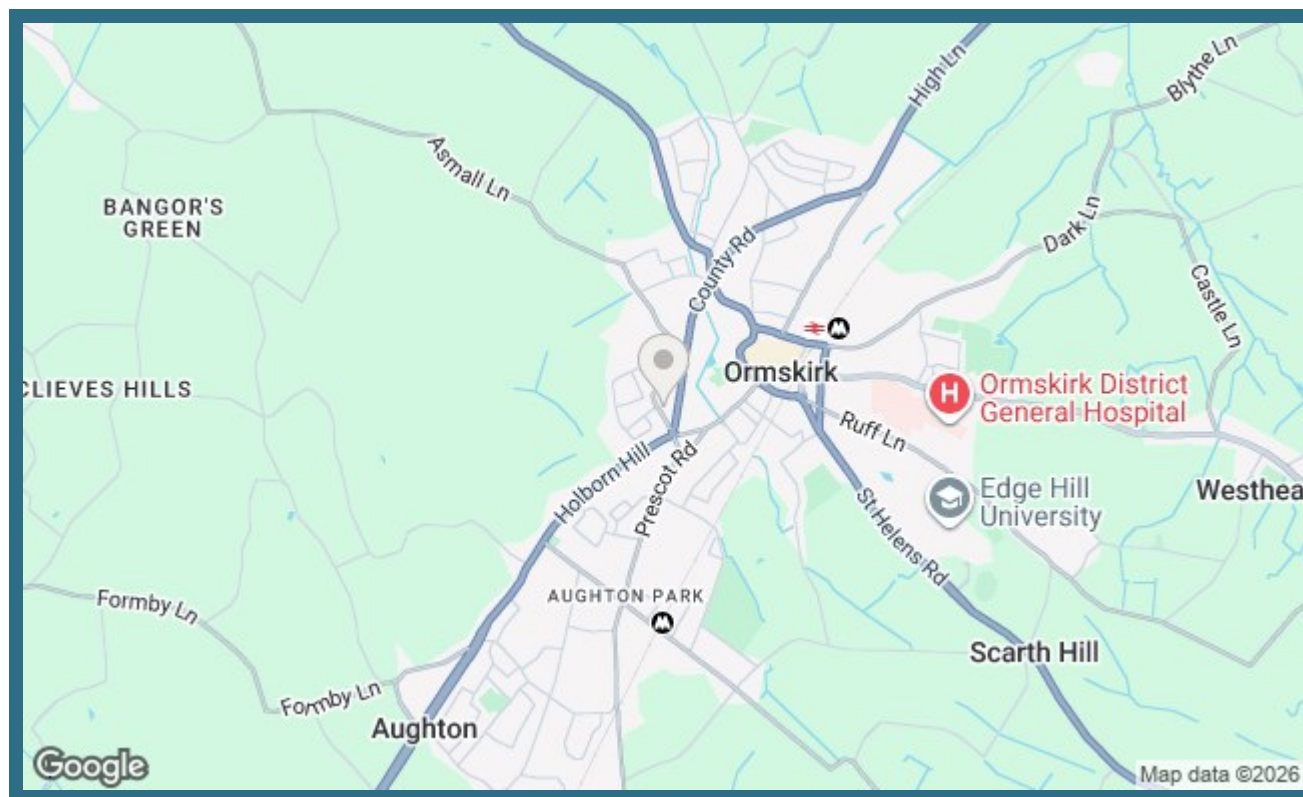 High Ln
Blythe Ln
Asmall Ln
BANGOR'S
GREEN
County Rd
Dark Ln
Castle Ln
CLIEVES HILLS
Ormskirk
H
Ormskirk District
General Hospital
Ruff Ln
Holborn Hill
Prescot Rd
St Helens Rd
Edge Hill
University
Westhea
AUGHTON PARK
Formby Ln
Scarth Hill
Formby Ln
Aughton
Google
Map data ©2026